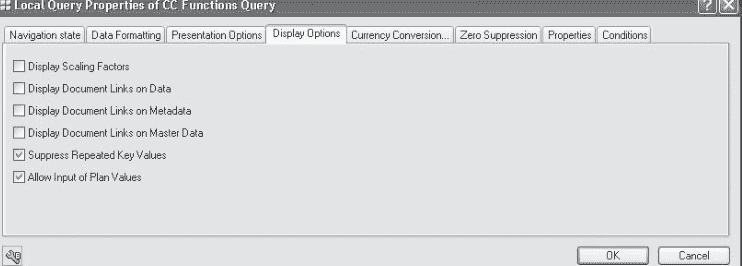 Local Query Properties of CC Functions Query
Navigation state Data Formatting Presentation Options Display Options Currency Conversion... Zero Suppression Properties Conditions
Display Scaling Factors
Display Document Links on Data
Display Document Links on Metadata
Display Document Links on Master Data
Suppress Repeated Key Values
Allow Input of Plan Values
OK Cancel